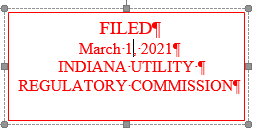 FILED¶
March·1,·2021¶
INDIANA·UTILITY·¶
REGULATORY·COMMISSION¶